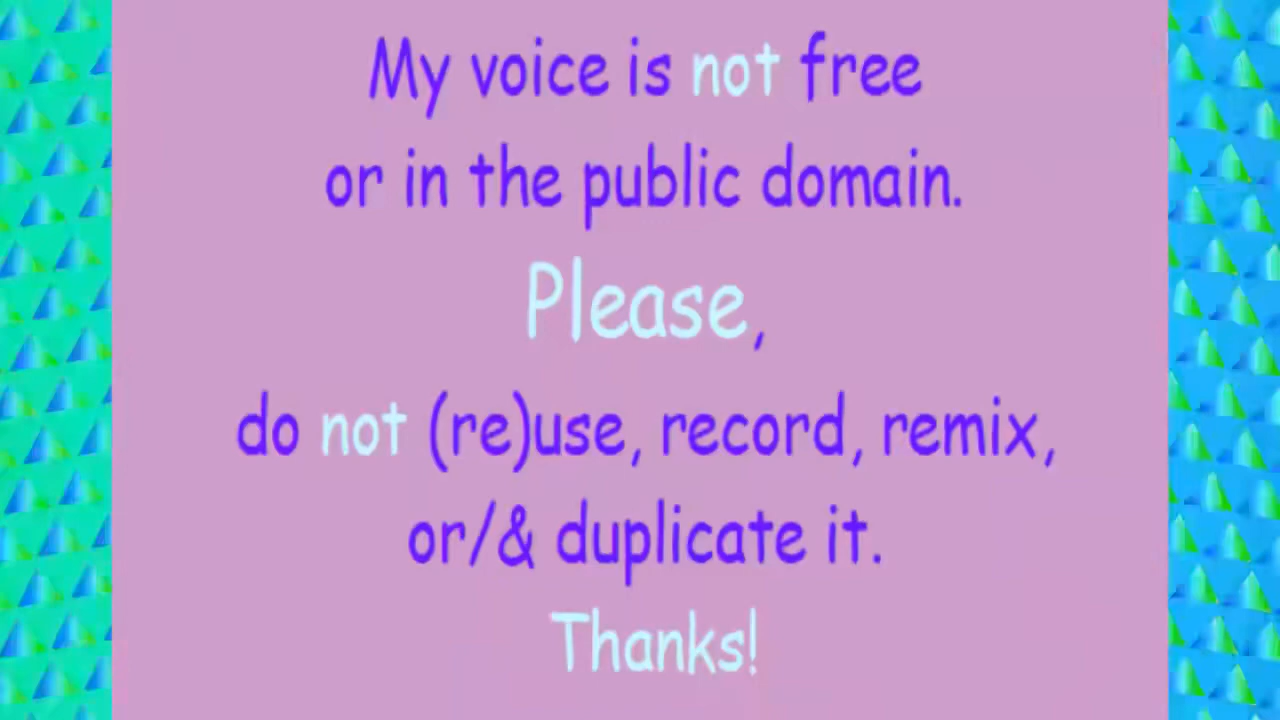 My voice is not free
or in the public domain.
Please,
do not (re)use, record, remix,
or/& duplicate it.
Thanks!